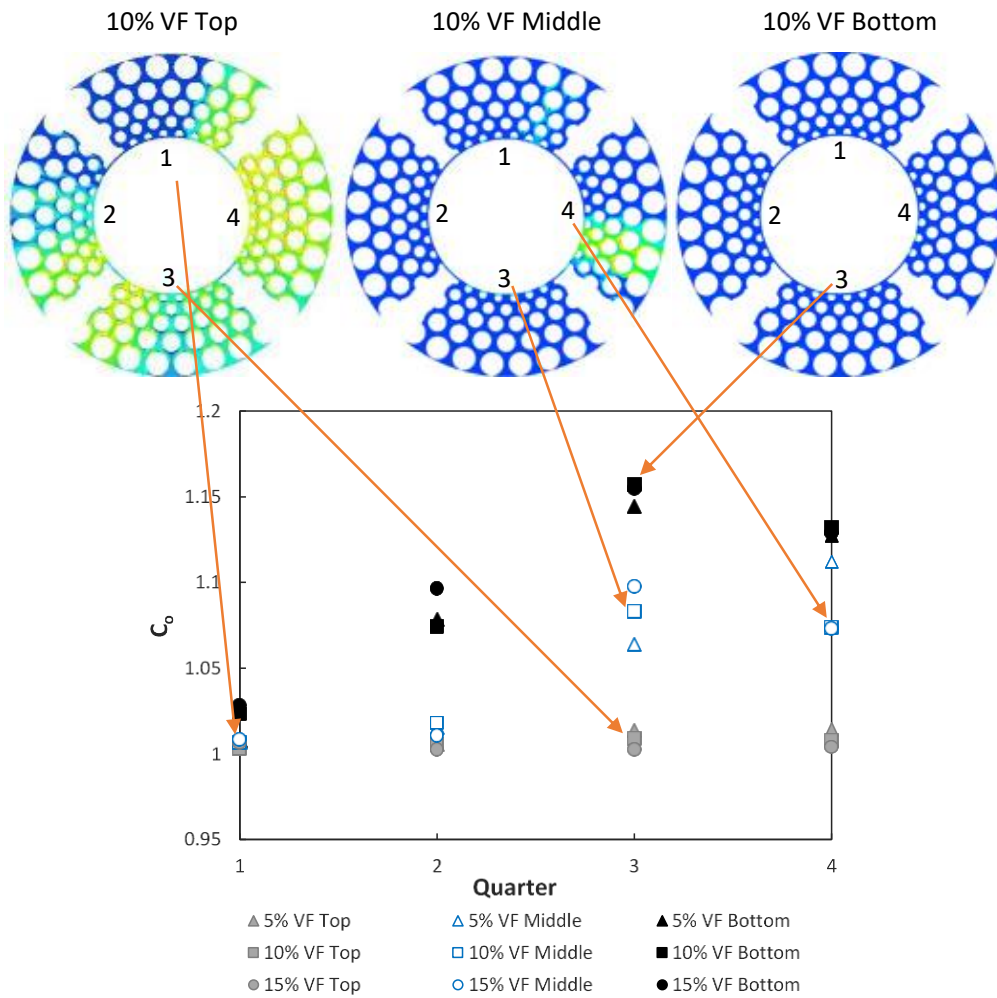 10% VF Top 10% VF Middle 10% VF Bottom
1 1 1
2 4 2 4 2 4
3 3 3
1.2
1.15
1.1
1.05
1
0.95
C₀
1 2 3 4
Quarter
5% VF Top 5% VF Middle 5% VF Bottom
10% VF Top 10% VF Middle 10% VF Bottom
15% VF Top 15% VF Middle 15% VF Bottom